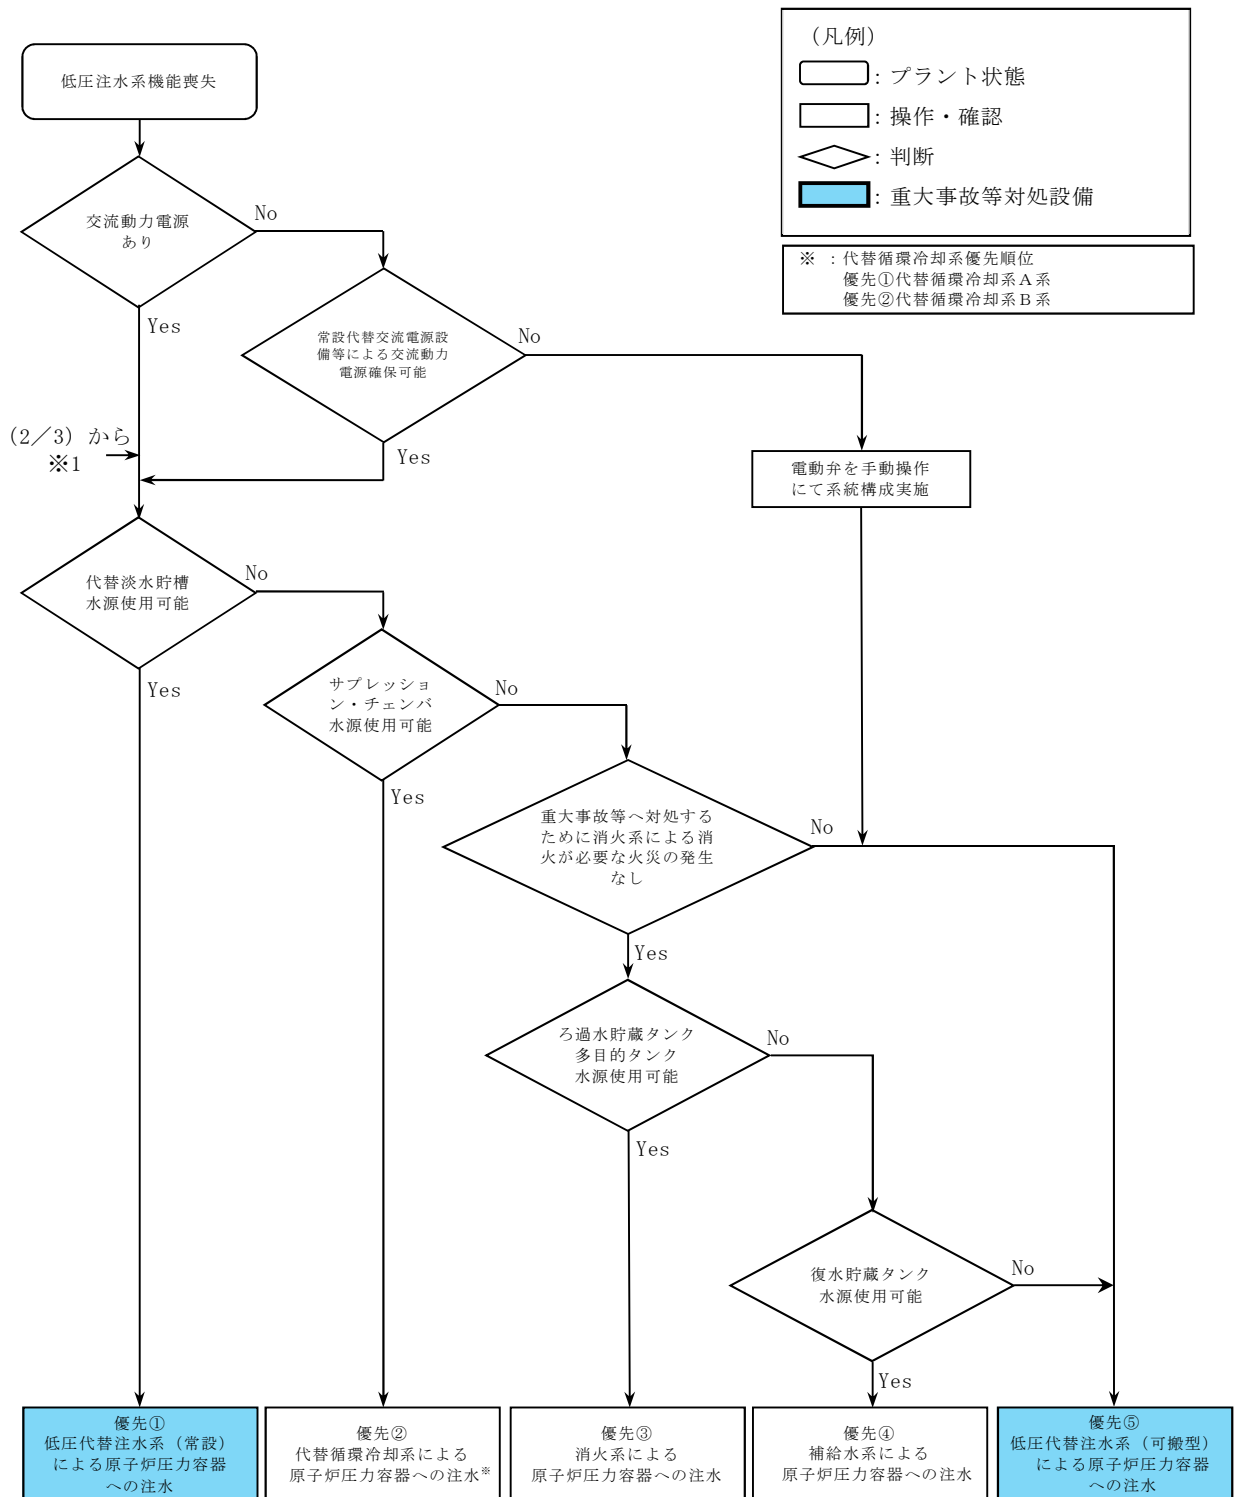 （凡例）
：プラント状態
：操作・確認
：判断
：重大事故等対処設備
※ ：代替循環冷却系優先順位
優先①代替循環冷却系Ａ系
優先②代替循環冷却系Ｂ系
低圧注水系機能喪失
交流動力電源
あり
No
Yes
常設代替交流電源設
備等による交流動力
電源確保可能
No
Yes
（2／3）から
※1
電動弁を手動操作
にて系統構成実施
代替淡水貯槽
水源使用可能
No
Yes
サプレッショ
ン・チェンバ
水源使用可能
No
Yes
重大事故等へ対処する
ために消火系による消
火が必要な火災の発生
なし
No
Yes
ろ過水貯蔵タンク
多目的タンク
水源使用可能
No
Yes
復水貯蔵タンク
水源使用可能
No
Yes
優先①
低圧代替注水系（常設）
による原子炉圧力容器
への注水
優先②
代替循環冷却系による
原子炉圧力容器への注水※
優先③
消火系による
原子炉圧力容器への注水
優先④
補給水系による
原子炉圧力容器への注水
優先⑤
低圧代替注水系（可搬型）
による原子炉圧力容器
への注水